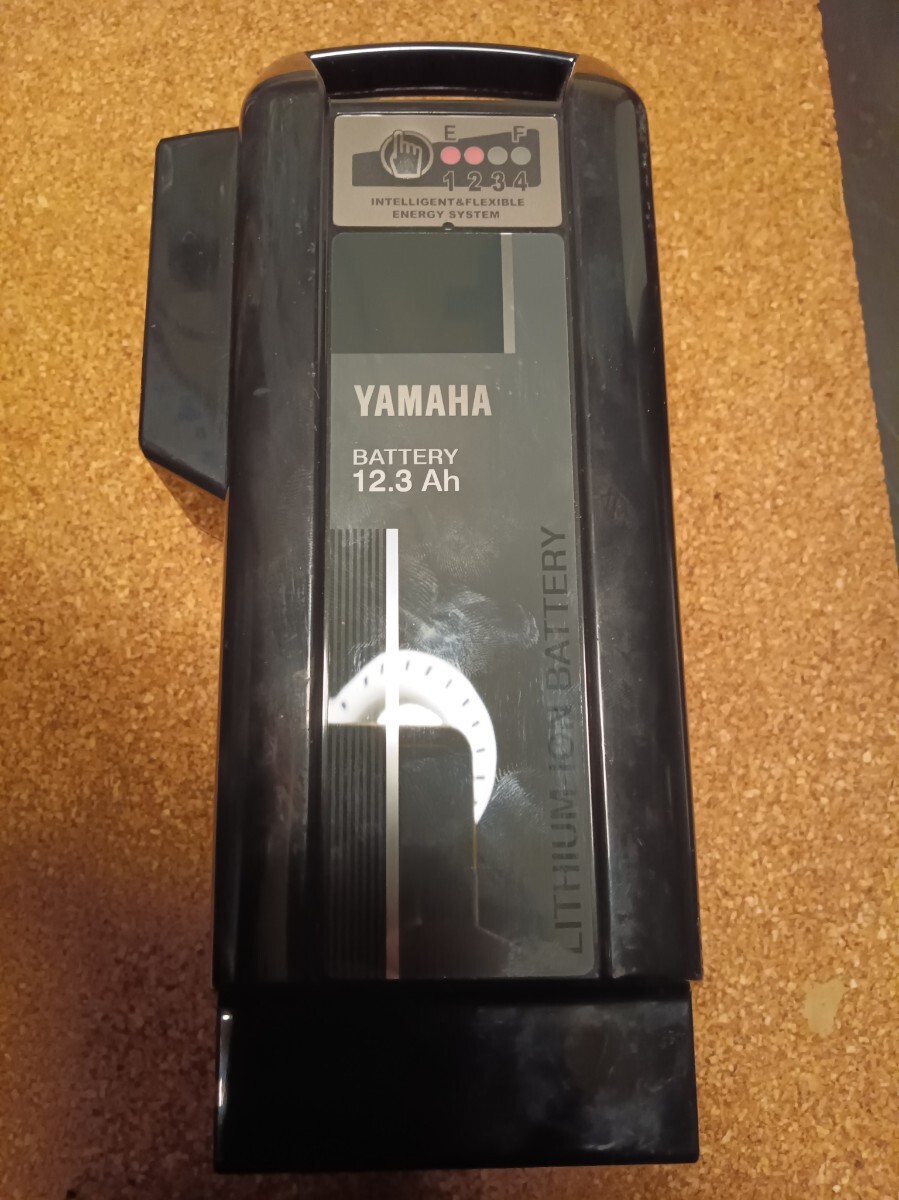 E F
1 2 3 4
INTELLIGENT&FLEXIBLE
ENERGY SYSTEM
YAMAHA
BATTERY
12.3 Ah
LITHIUM-ION BATTERY